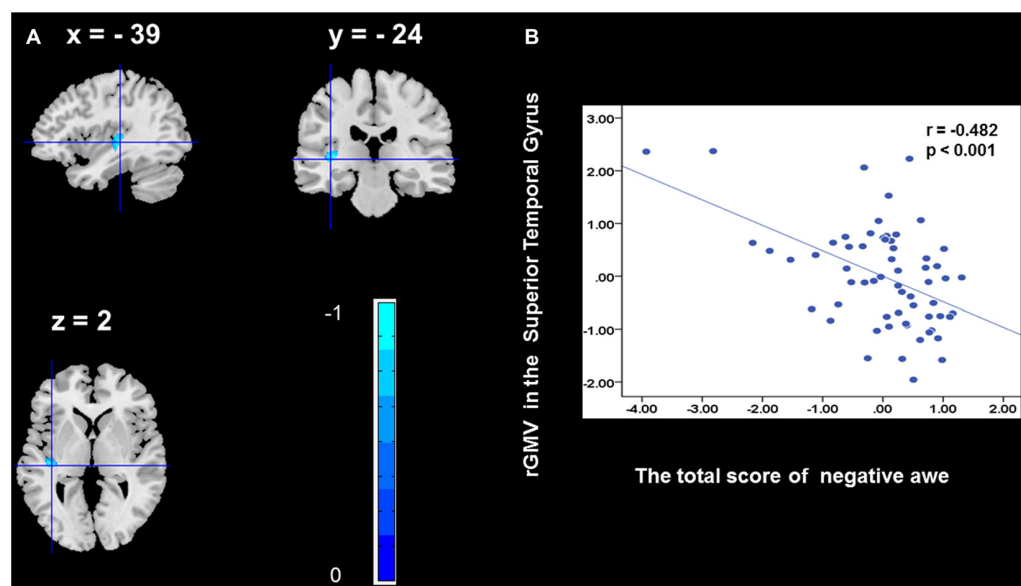 A
x = - 39
y = - 24
z = 2
-1
0
B
rGMV in the Superior Temporal Gyrus
3.00
2.00
1.00
.00
-1.00
-2.00
r = -0.482
p < 0.001
-4.00 -3.00 -2.00 -1.00 .00 1.00 2.00
The total score of negative awe